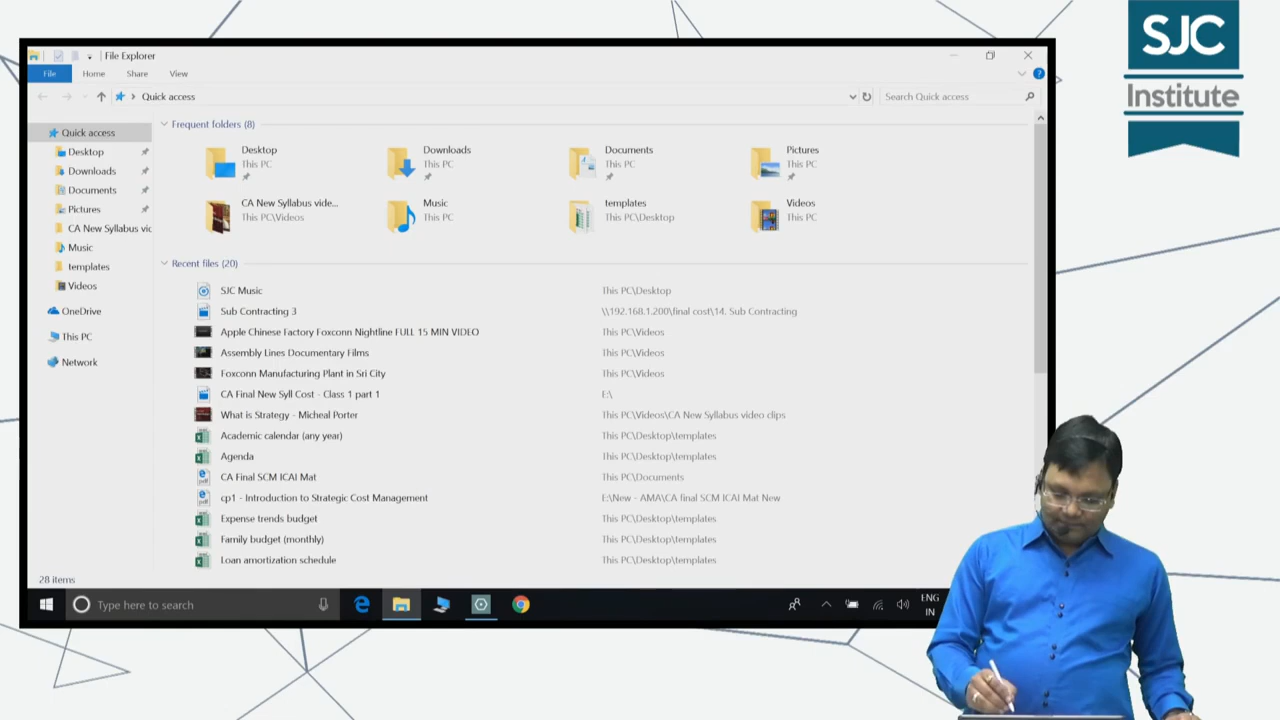 SJC
Institute
File Explorer
File Home Share View
Quick access Search Quick access
Quick access
Desktop
Downloads
Documents
Pictures
CA New Syllabus vic
Music
templates
Videos
OneDrive
This PC
Network
Frequent folders (8)
Desktop
This PC
Downloads
This PC
Documents
This PC
Pictures
This PC
CA New Syllabus vide...
This PC\Videos
Music
This PC
templates
This PC\Desktop
Videos
This PC
Recent files (20)
SJC Music This PC\Desktop
Sub Contracting 3 \\192.168.1.200\final cost\14. Sub Contracting
Apple Chinese Factory Foxconn Nightline FULL 15 MIN VIDEO This PC\Videos
Assembly Lines Documentary Films This PC\Videos
Foxconn Manufacturing Plant in Sri City This PC\Videos
CA Final New Syll Cost - Class 1 part 1 E:\
What is Strategy - Micheal Porter This PC\Videos\CA New Syllabus video clips
Academic calendar (any year) This PC\Desktop\templates
Agenda This PC\Desktop\templates
CA Final SCM ICAI Mat This PC\Documents
cp1 - Introduction to Strategic Cost Management E:\New - AMA\CA final SCM ICAI Mat New
Expense trends budget This PC\Desktop\templates
Family budget (monthly) This PC\Desktop\templates
Loan amortization schedule This PC\Desktop\templates
28 items
Type here to search
ENG
IN